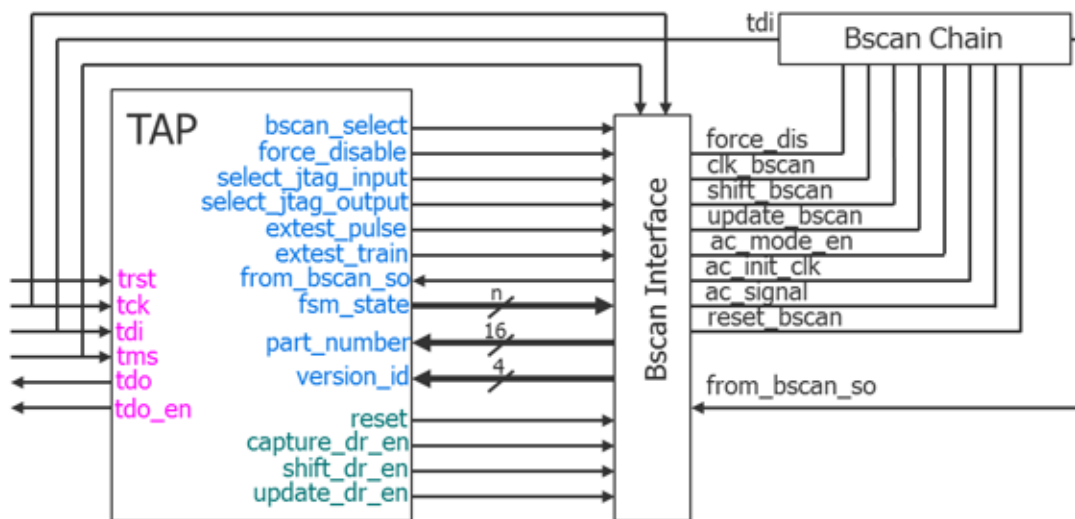 tdi
Bscan Chain
TAP
bscan_select
force_disable
select_jtag_input
select_jtag_output
extest_pulse
extest_train
from_bscan_so
fsm_state
n
part_number
16
version_id
4
reset
capture_dr_en
shift_dr_en
update_dr_en
trst
tck
tdi
tms
tdo
tdo_en
Bscan Interface
force_dis
clk_bscan
shift_bscan
update_bscan
ac_mode_en
ac_init_clk
ac_signal
reset_bscan
from_bscan_so